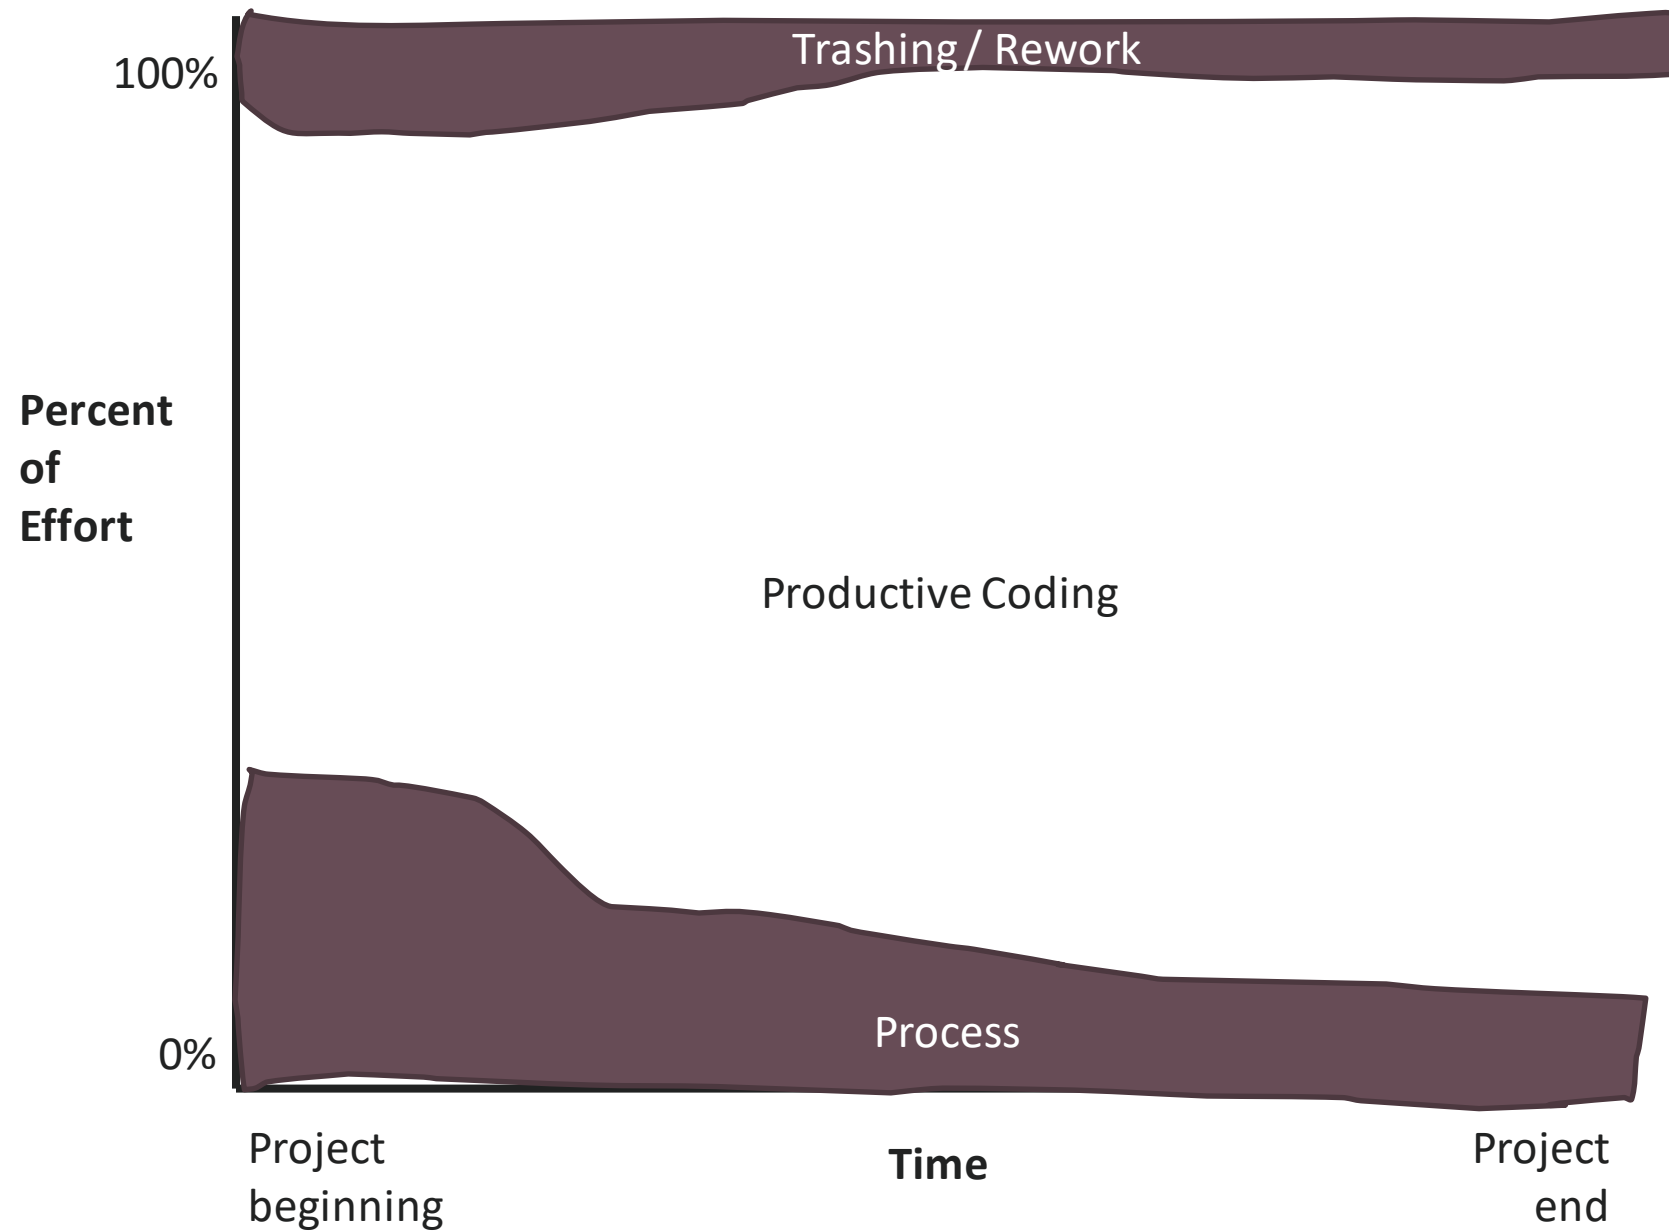 Trashing / Rework
100%
Percent
of
Effort
Productive Coding
Process
0%
Project
beginning
Time
Project
end